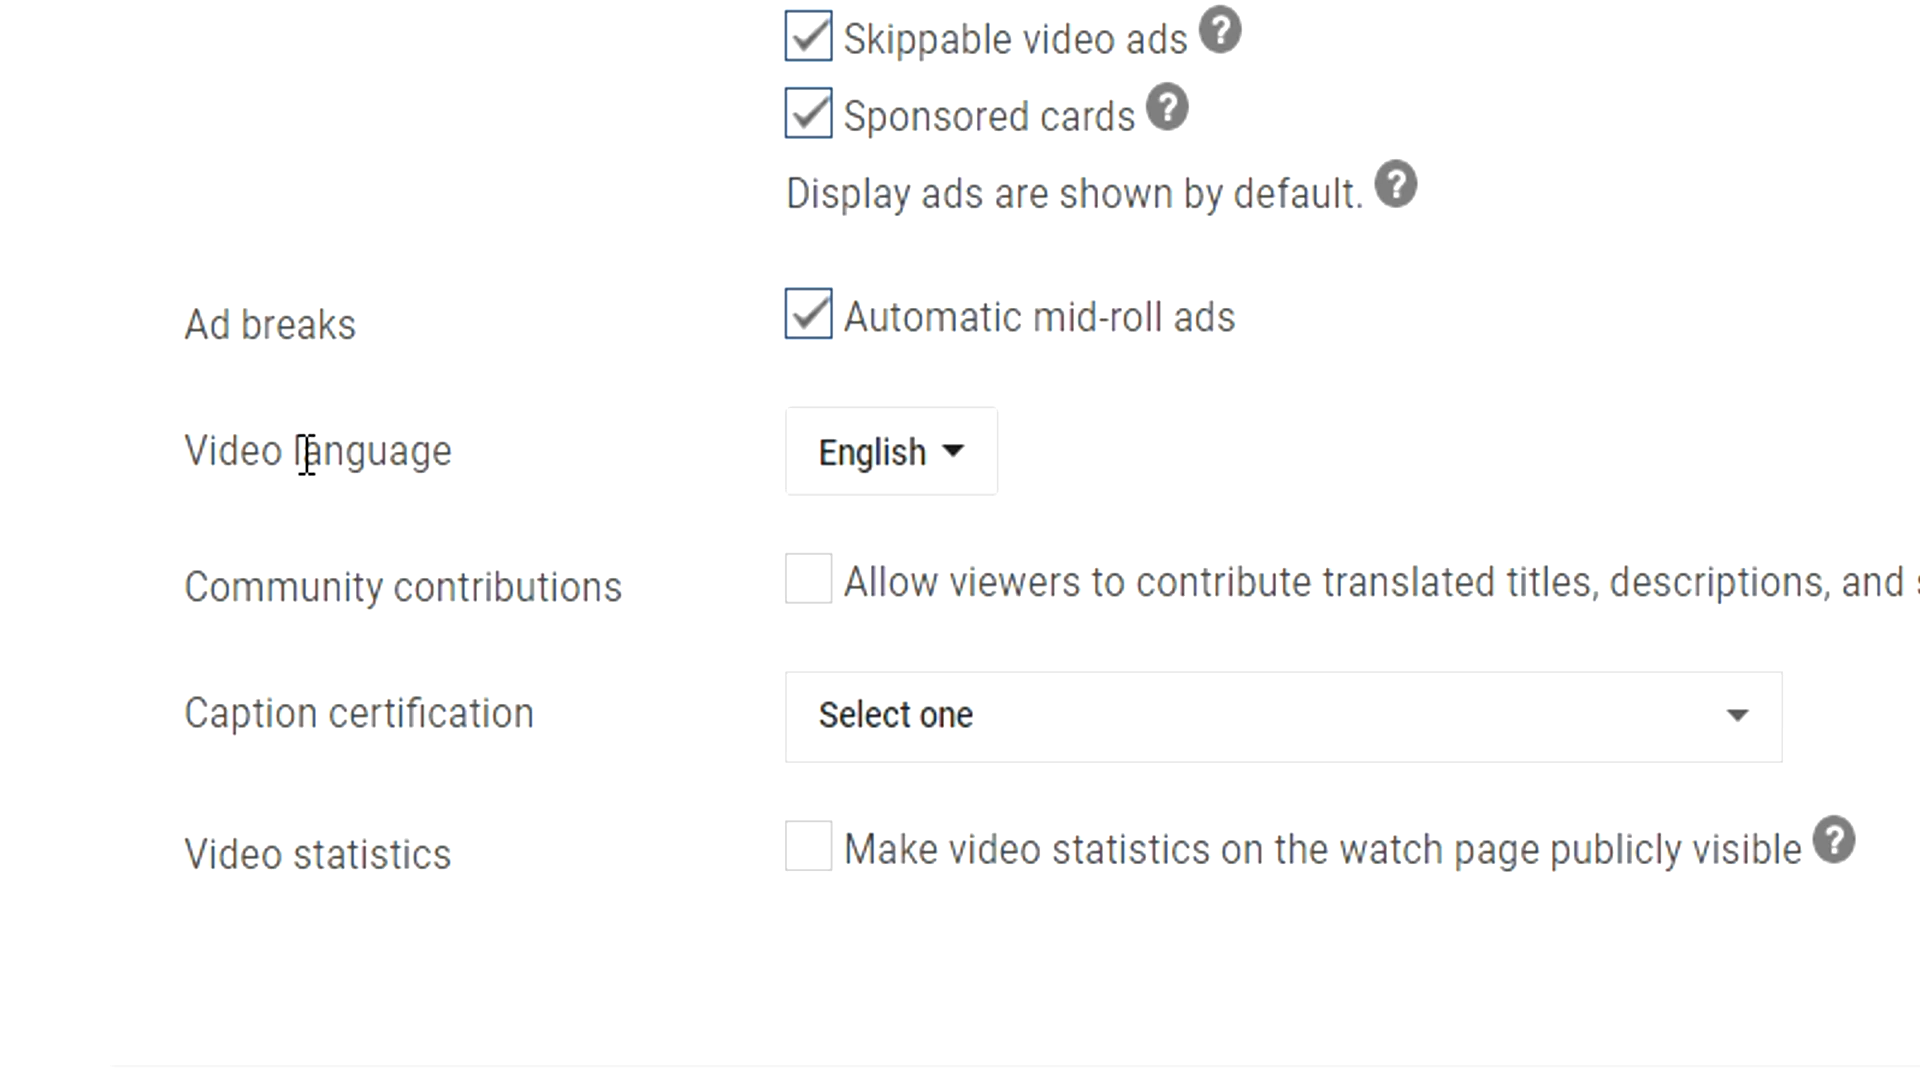 Skippable video ads ?
Sponsored cards ?
Display ads are shown by default. ?
Ad breaks
Automatic mid-roll ads
Video language
English
Community contributions
Allow viewers to contribute translated titles, descriptions, and
Caption certification
Select one
Video statistics
Make video statistics on the watch page publicly visible ?